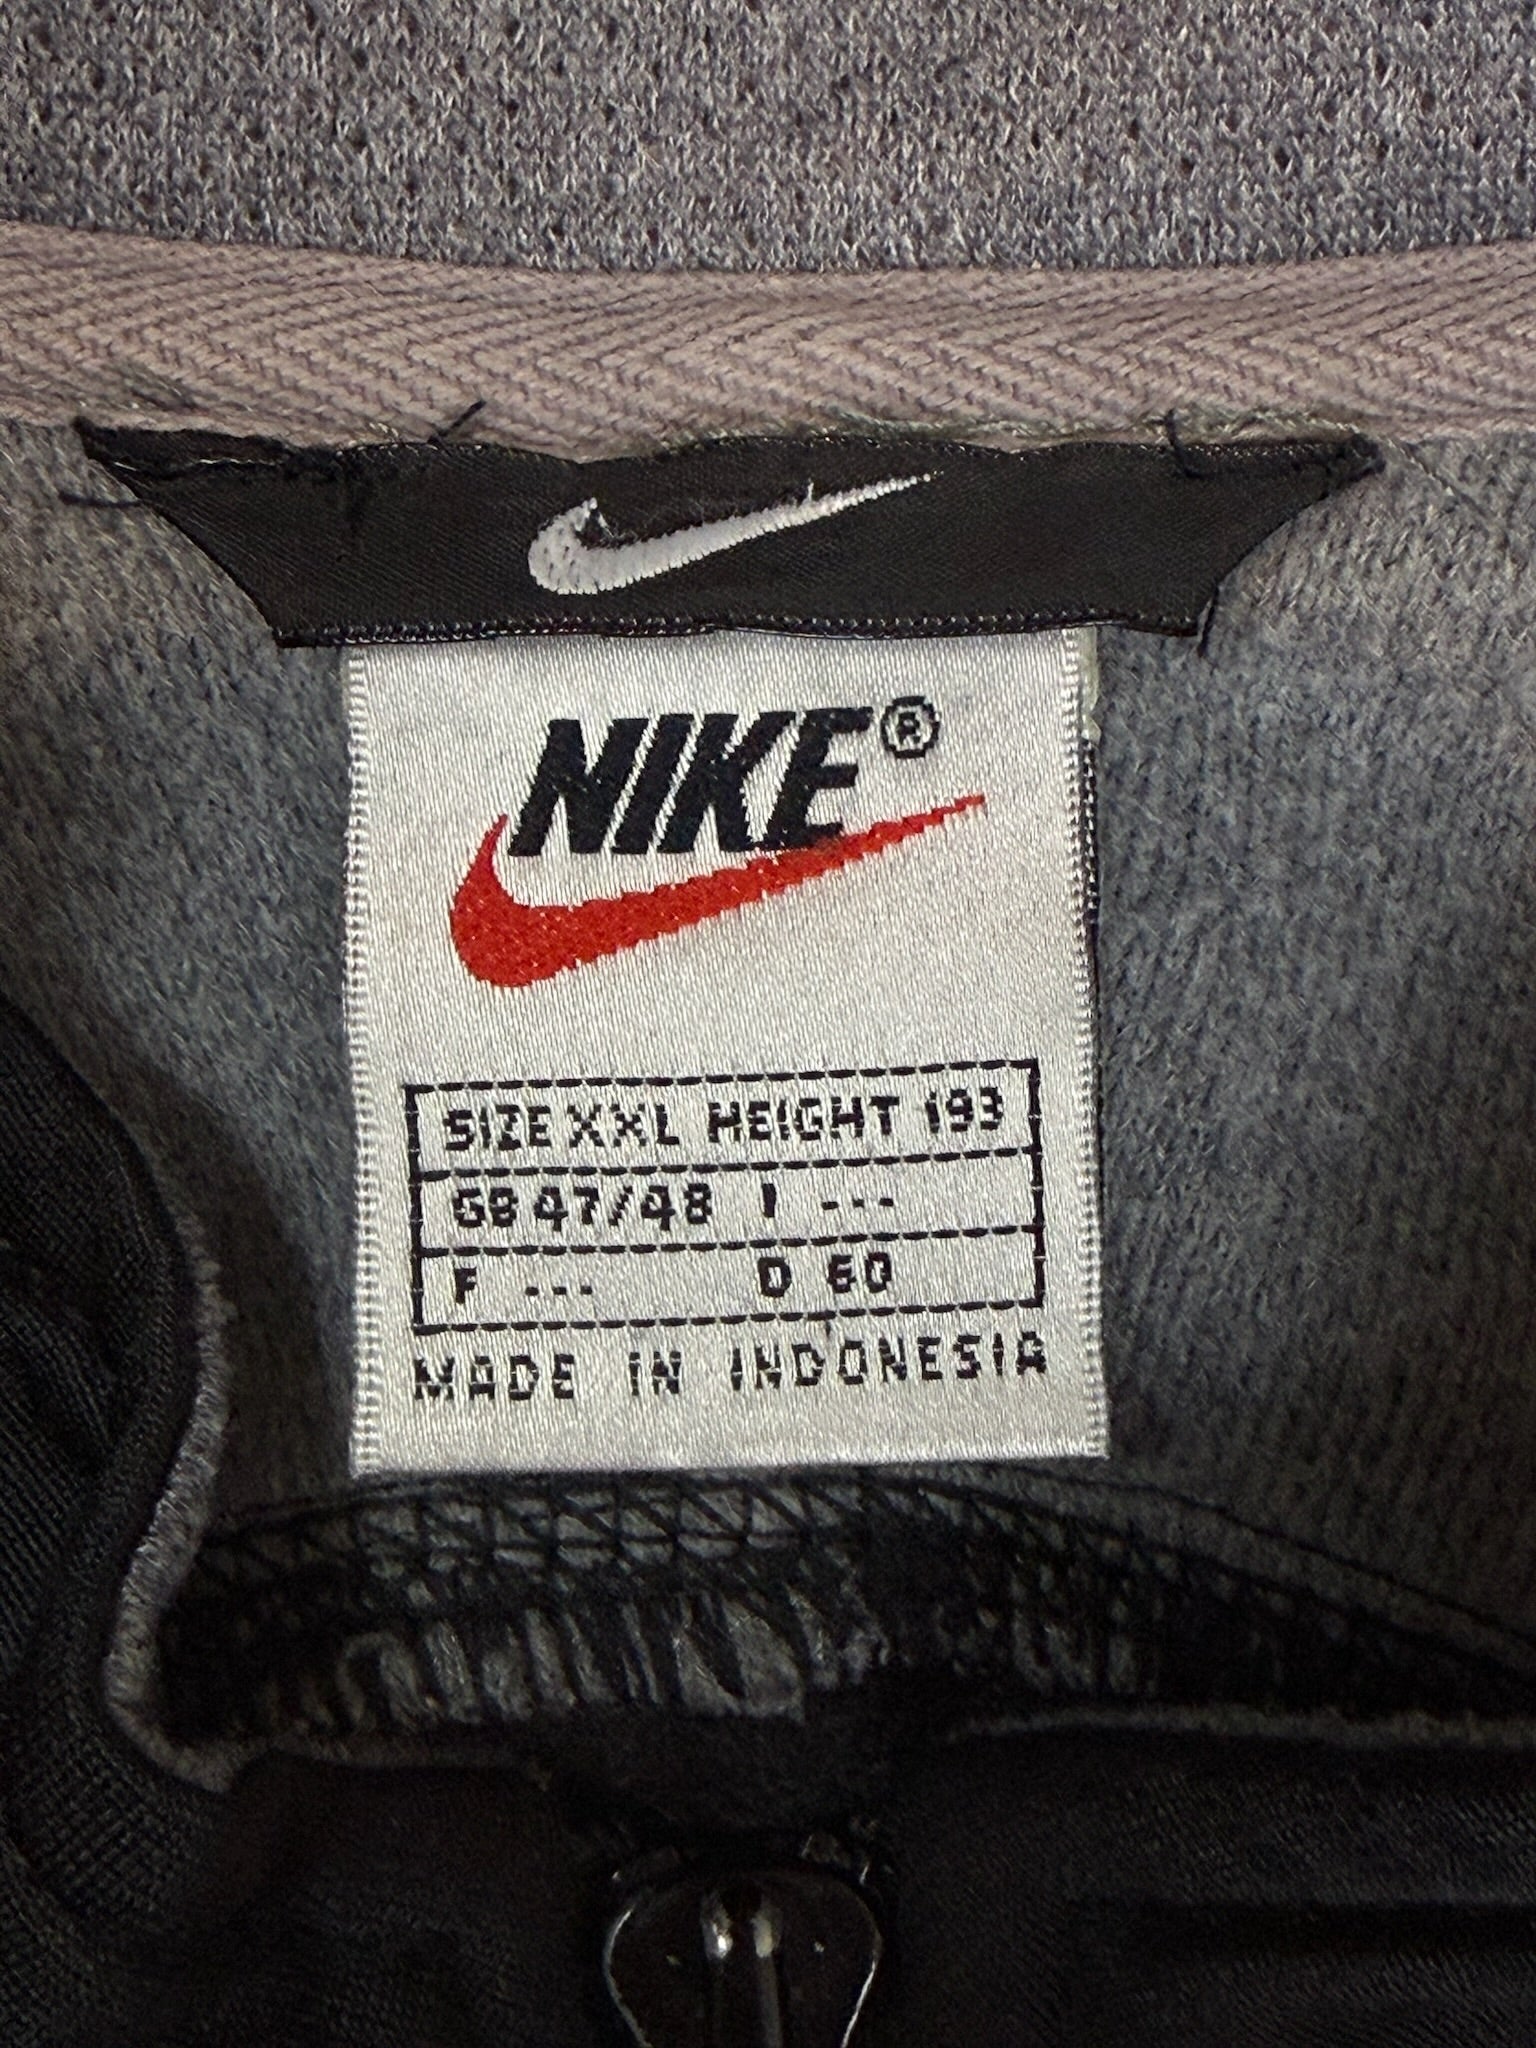 NIKE®
SIZE XXL HEIGHT 193
GB 47/48 I ---
F --- D 60
MADE IN INDONESIA